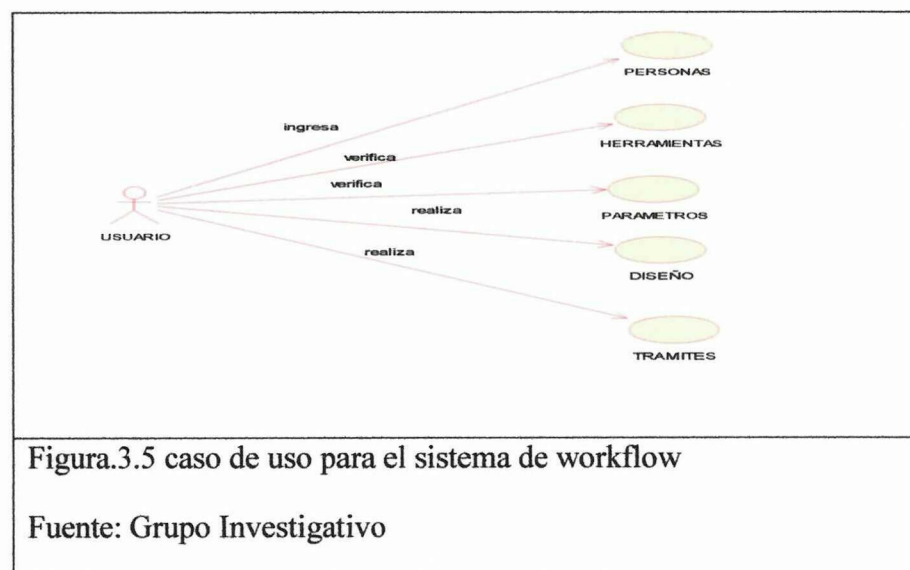 PERSONAS
ingresa
HERRAMIENTAS
verifica
verifica
PARAMETROS
realiza
USUARIO
realiza
DISEÑO
TRAMITES
Figura.3.5 caso de uso para el sistema de workflow
Fuente: Grupo Investigativo